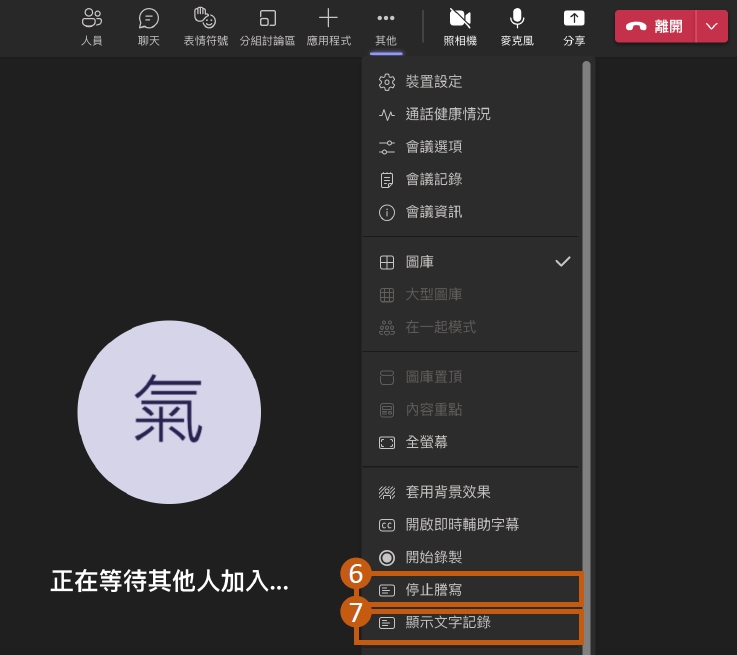 人員 聊天 表情符號 分組討論區 應用程式 其他 照相機 麥克風 分享 離開
裝置設定
通話健康情況
會議選項
會議記錄
會議資訊
圖庫
大型圖庫
在一起模式
圖庫置頂
內容重點
全螢幕
套用背景效果
CC 開啟即時輔助字幕
開始錄製
6 停止謄寫
7 顯示文字記錄
氣
正在等待其他人加入...